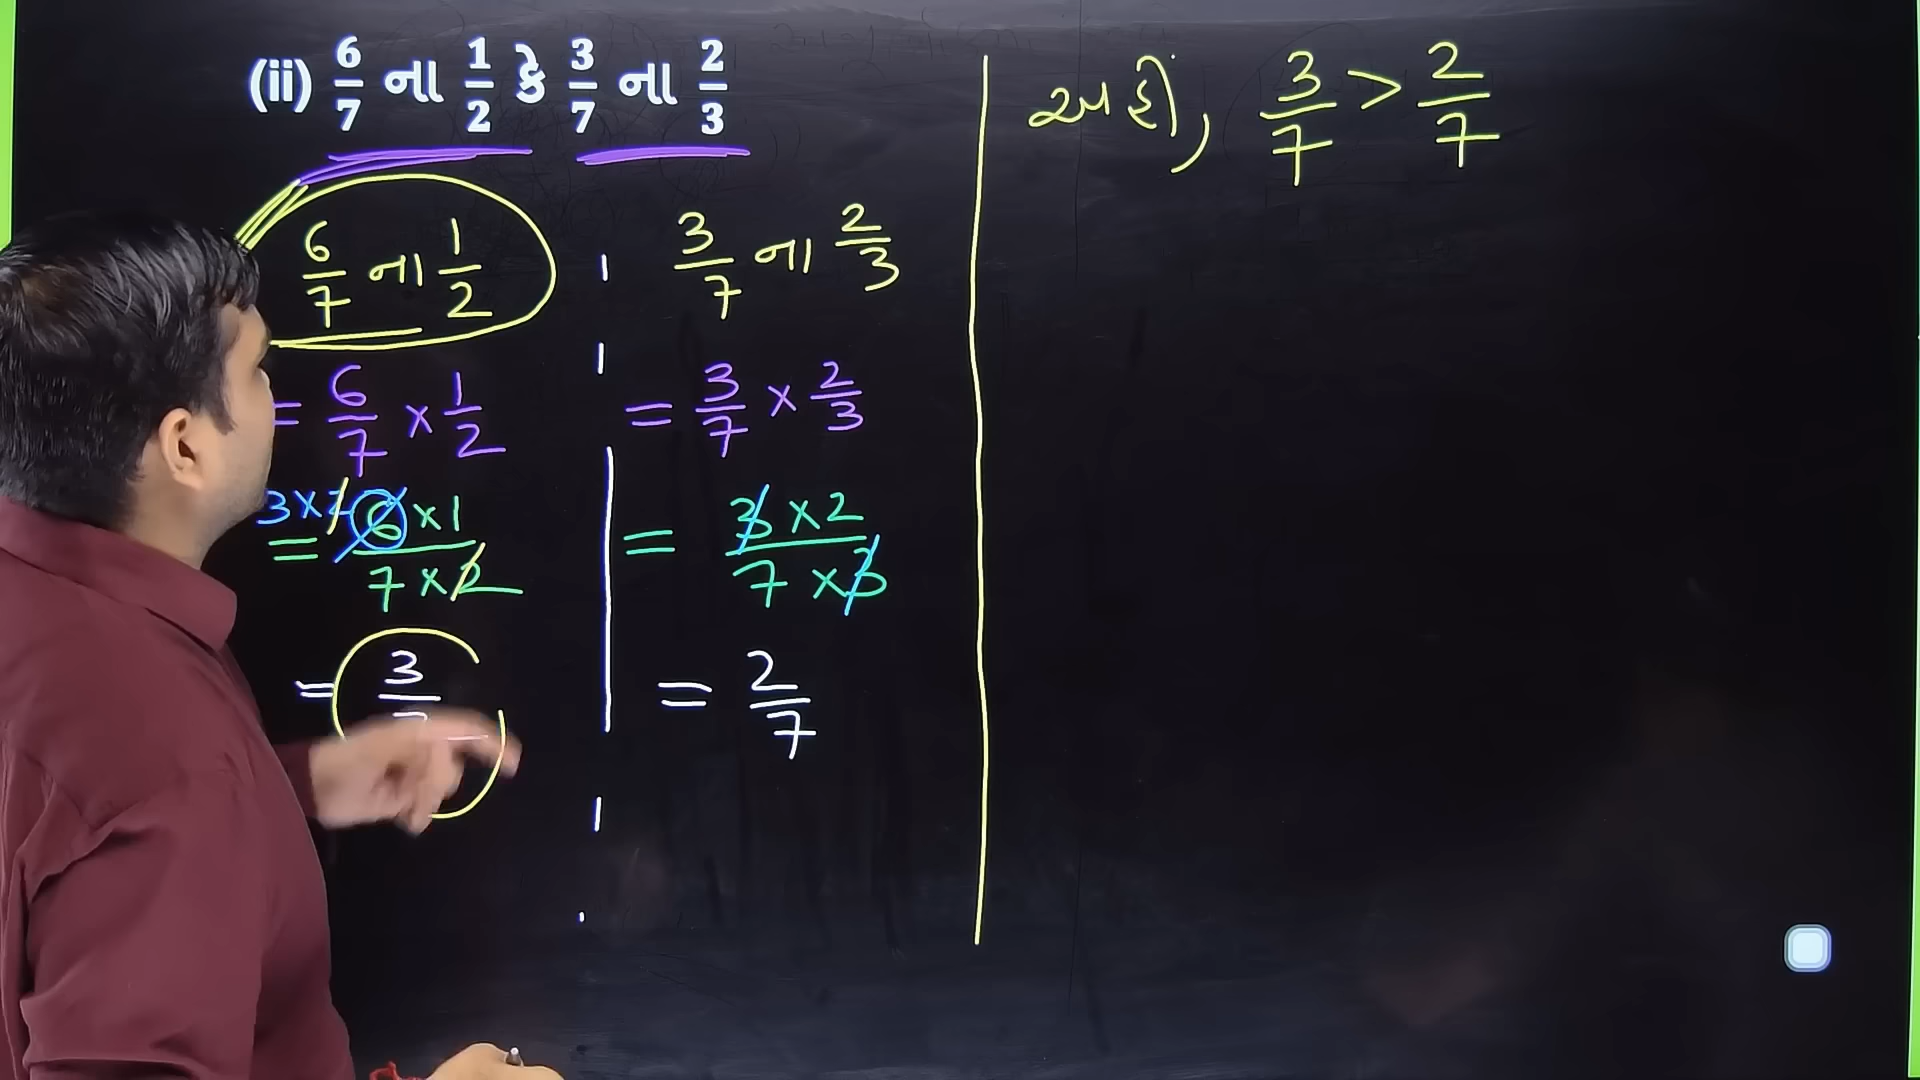 (ii) 6/7 ના 1/2 કે 3/7 ના 2/3
6/7 ના 1/2
= 6/7 × 1/2
3×2
= 6×1/7×2
= 3/
3/7 ના 2/3
= 3/7 × 2/3
= 3×2/7×3
= 2/7
અહીં, 3/7 > 2/7